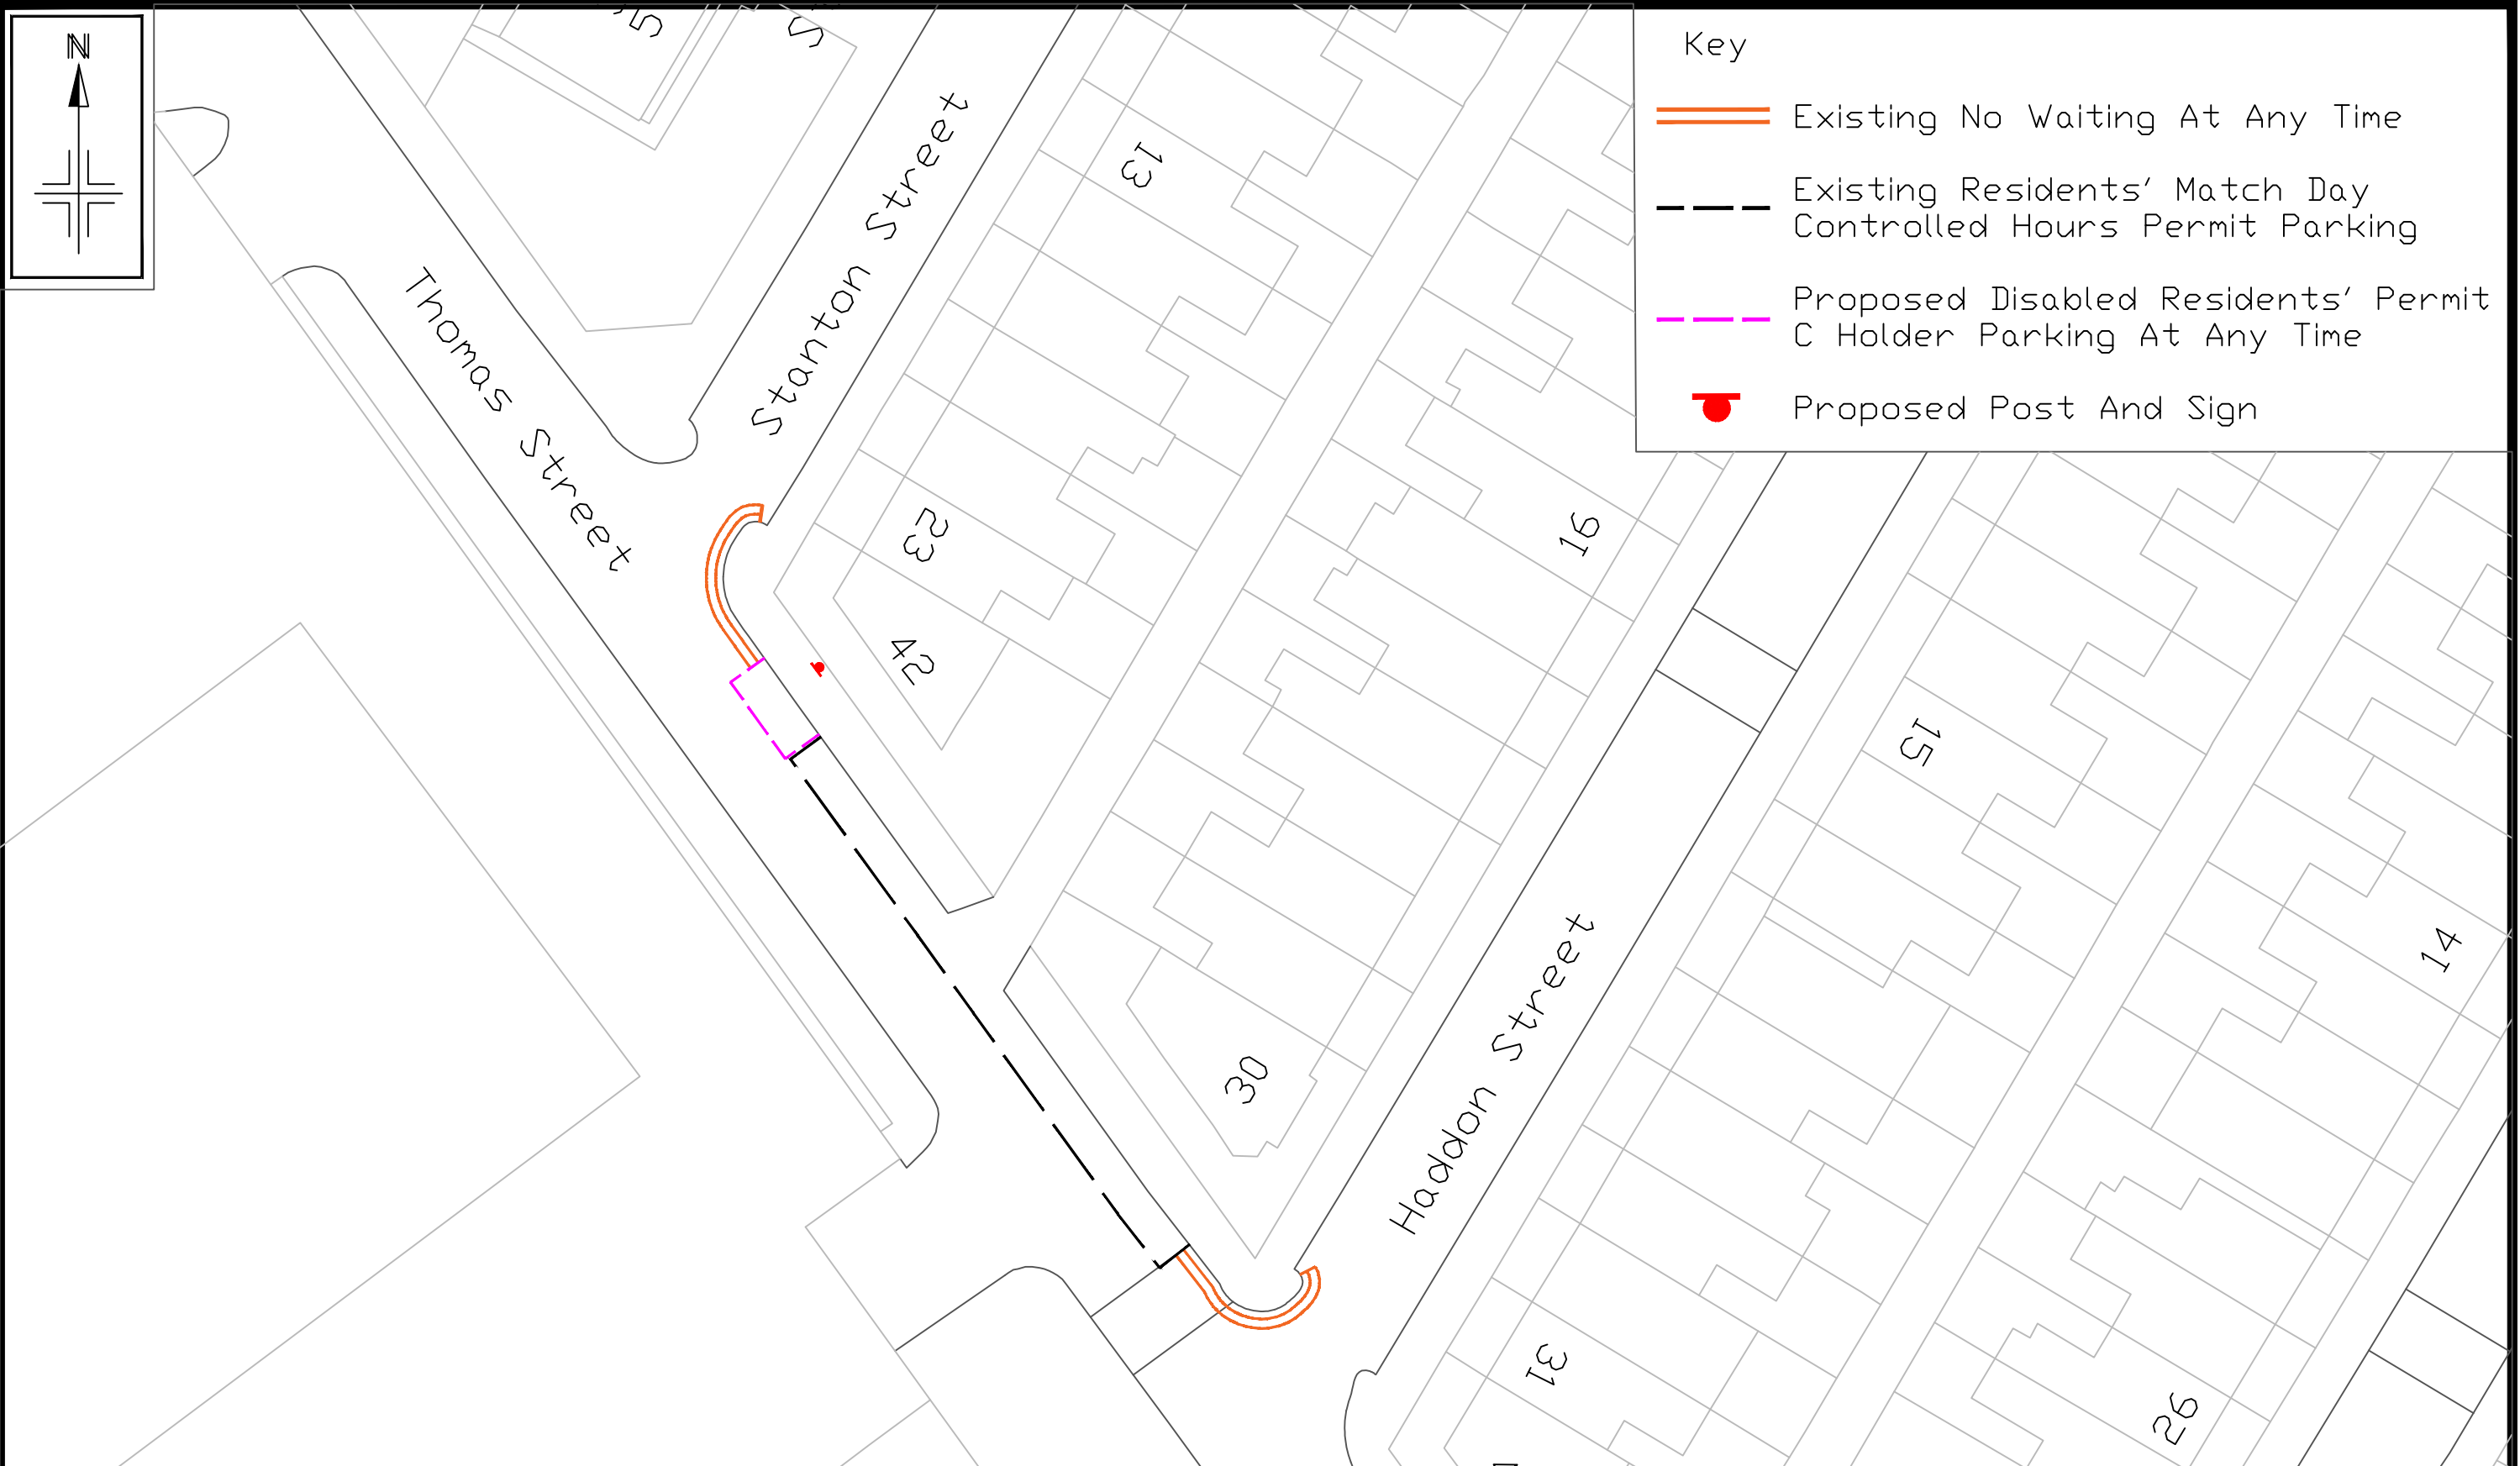 N
Key
Existing No Waiting At Any Time
Existing Residents' Match Day
Controlled Hours Permit Parking
Proposed Disabled Residents' Permit
C Holder Parking At Any Time
Proposed Post And Sign
Thomas Street
Stanton Street
Haddon Street
13
23
42
16
15
14
30
31
26